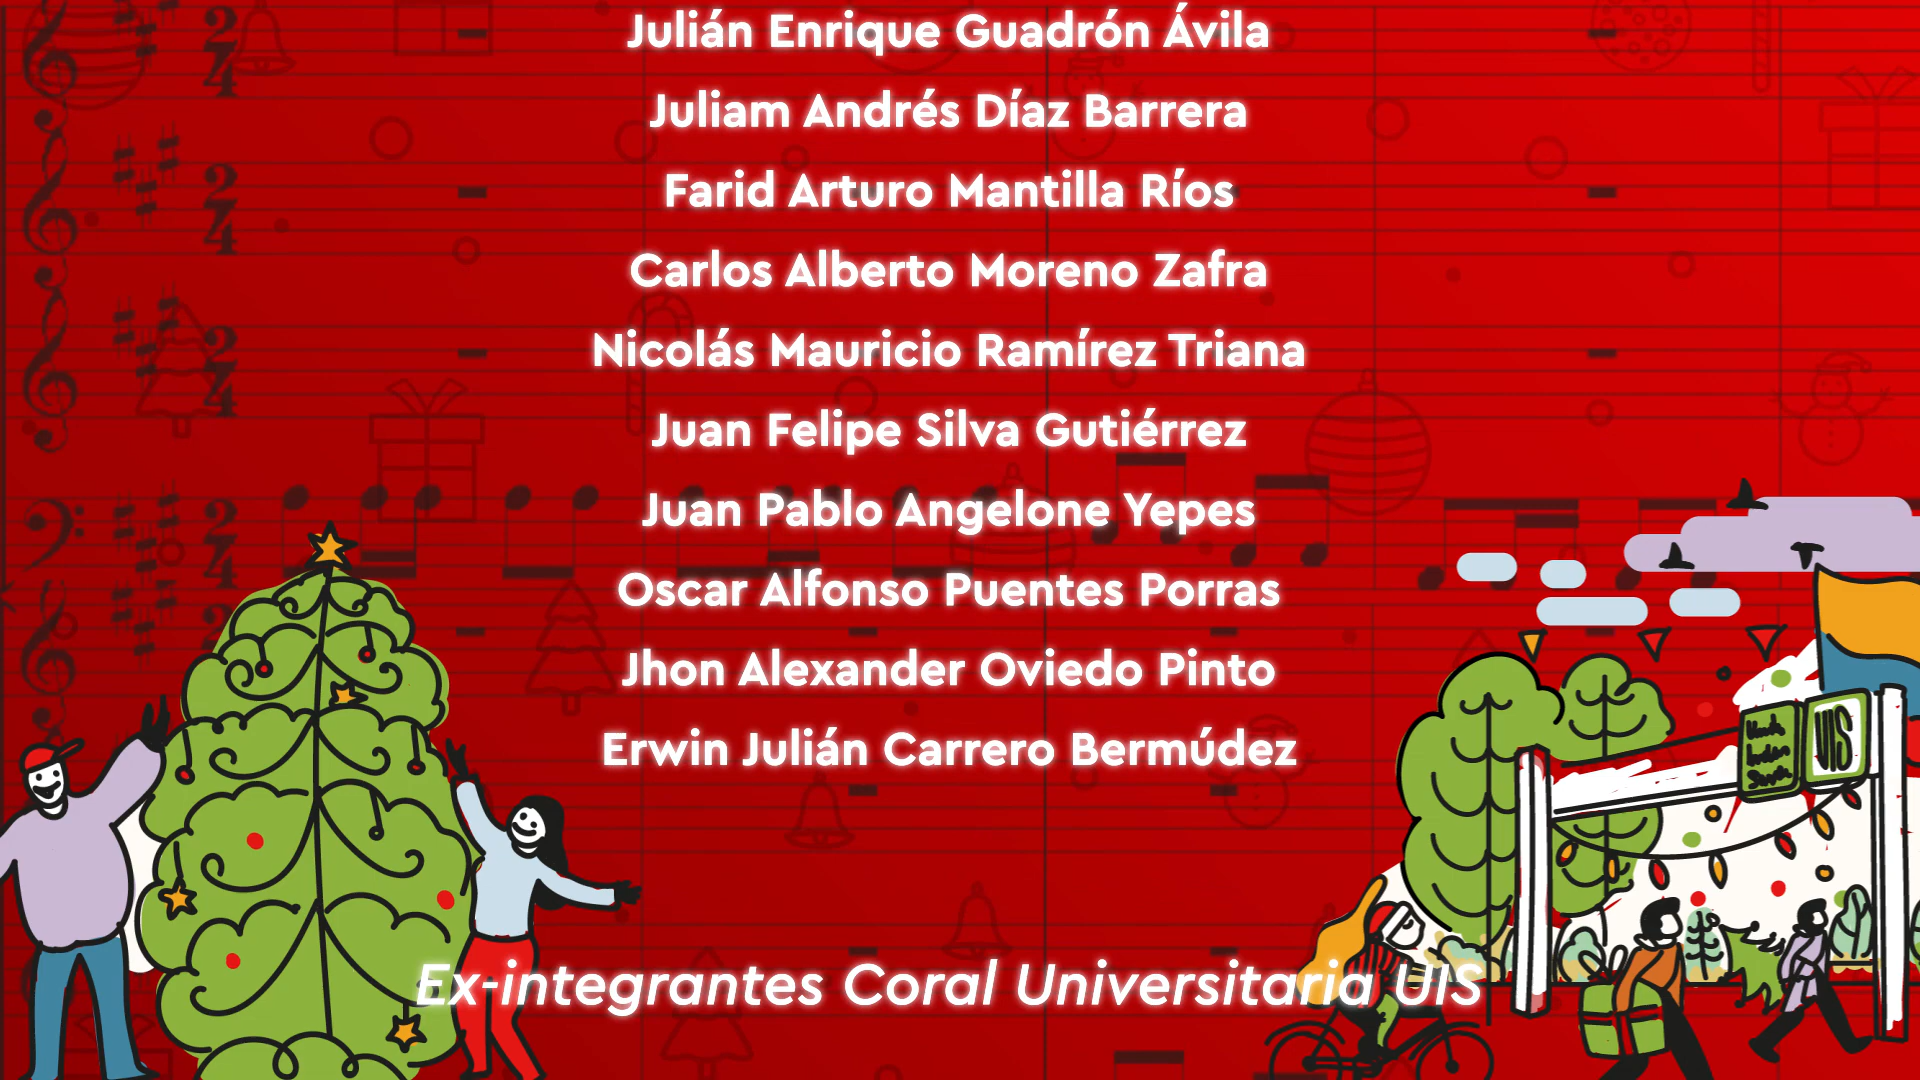 Julián Enrique Guadrón Ávila
Juliam Andrés Díaz Barrera
Farid Arturo Mantilla Ríos
Carlos Alberto Moreno Zafra
Nicolás Mauricio Ramírez Triana
Juan Felipe Silva Gutiérrez
Juan Pablo Angelone Yepes
Oscar Alfonso Puentes Porras
Jhon Alexander Oviedo Pinto
Erwin Julián Carrero Bermúdez
UIS
Ex-integrantes Coral Universitaria UIS